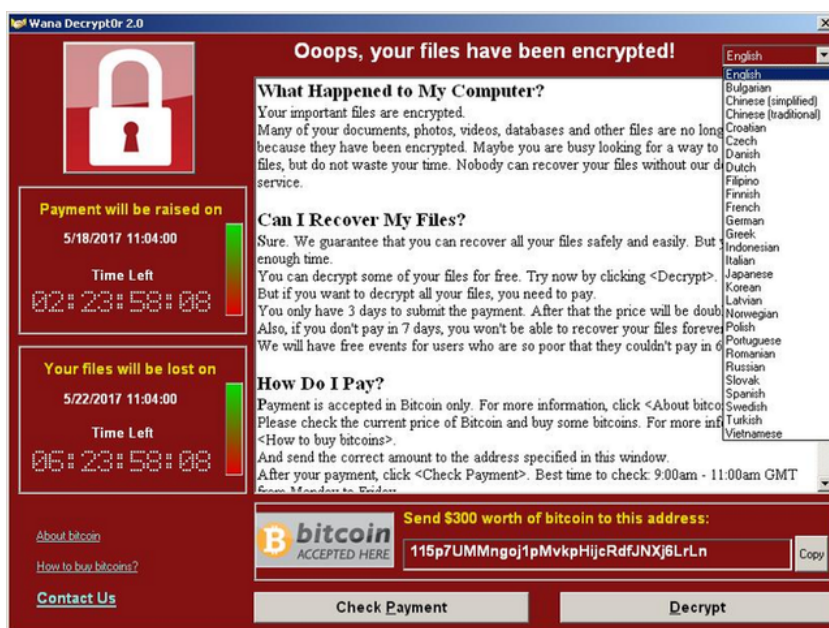 Wana Decrypt0r 2.0
Ooops, your files have been encrypted!
English
English
Bulgarian
Chinese (simplified)
Chinese (traditional)
Croatian
Czech
Danish
Dutch
Filipino
Finnish
French
German
Greek
Indonesian
Italian
Japanese
Korean
Latvian
Norwegian
Polish
Portuguese
Romanian
Russian
Slovak
Spanish
Swedish
Turkish
Vietnamese
Payment will be raised on
5/18/2017 11:04:00
Time Left
02:23:58:08
Your files will be lost on
5/22/2017 11:04:00
Time Left
06:23:58:08
About bitcoin
How to buy bitcoins?
Contact Us
What Happened to My Computer?
Your important files are encrypted.
Many of your documents, photos, videos, databases and other files are no long
because they have been encrypted. Maybe you are busy looking for a way to
files, but do not waste your time. Nobody can recover your files without our d
service.
Can I Recover My Files?
Sure. We guarantee that you can recover all your files safely and easily. But
enough time.
You can decrypt some of your files for free. Try now by clicking <Decrypt>.
But if you want to decrypt all your files, you need to pay.
You only have 3 days to submit the payment. After that the price will be doub
Also, if you don't pay in 7 days, you won't be able to recover your files forever
We will have free events for users who are so poor that they couldn't pay in 6
How Do I Pay?
Payment is accepted in Bitcoin only. For more information, click <About bitco
Please check the current price of Bitcoin and buy some bitcoins. For more inf
<How to buy bitcoins>.
And send the correct amount to the address specified in this window.
After your payment, click <Check Payment>. Best time to check: 9:00am - 11:00am GMT
from Monday to Friday
bitcoin
ACCEPTED HERE
Send $300 worth of bitcoin to this address:
115p7UMMngoj1pMvkpHijcRdfJNXj6LrLn
Copy
Check Payment
Decrypt